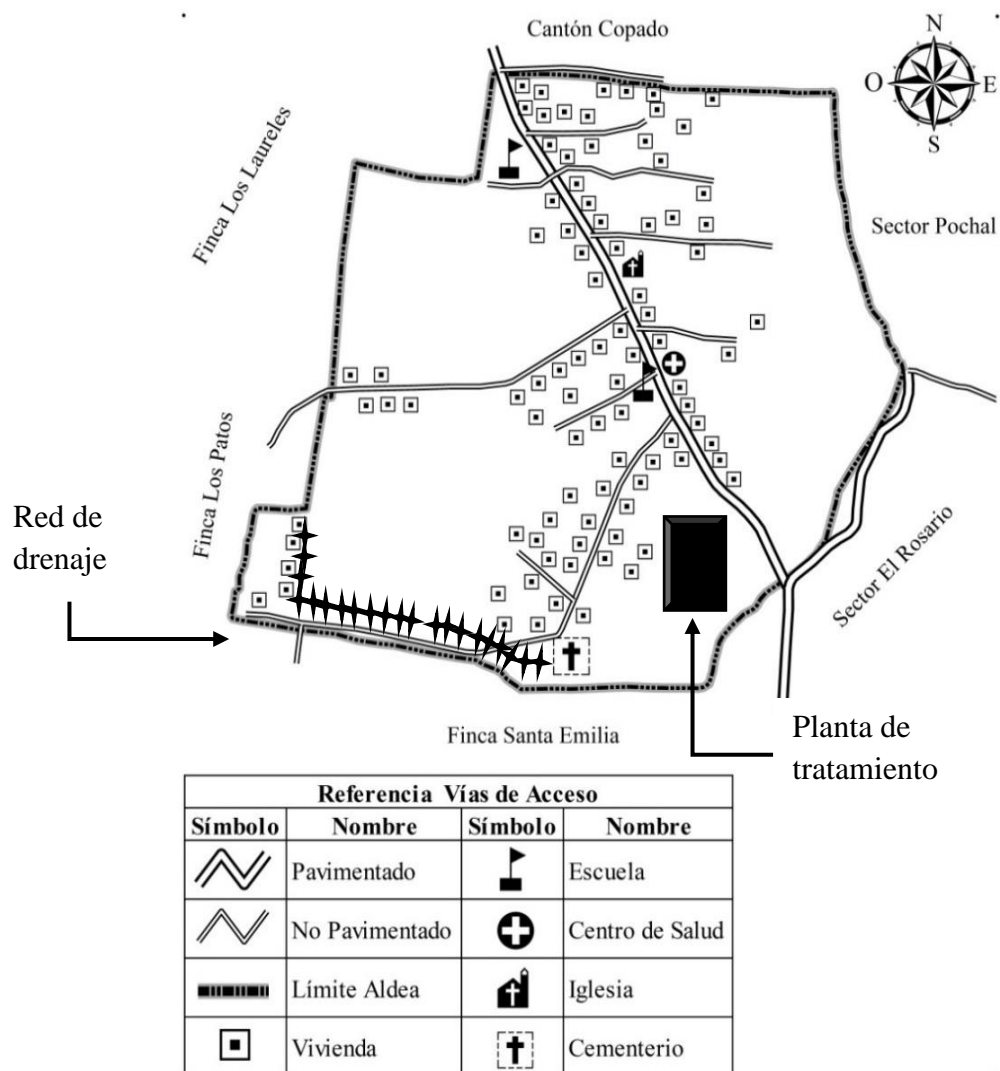 Cantón Copado
N
O
E
S
Finca Los Laureles
Sector Pochal
Finca Los Patos
Red de
drenaje
Sector El Rosario
Finca Santa Emilia
Planta de
tratamiento
Referencia Vías de Acceso
Símbolo Nombre Símbolo Nombre
Pavimentado Escuela
No Pavimentado Centro de Salud
Límite Aldea Iglesia
Vivienda Cementerio